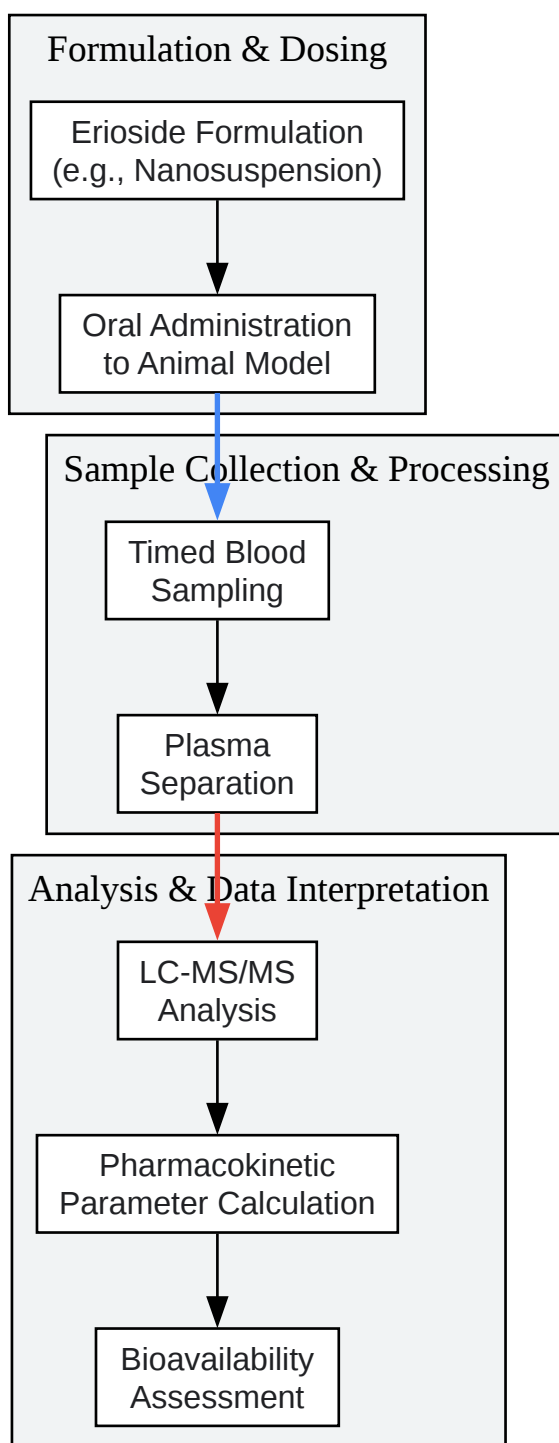 Formulation & Dosing
Erioside Formulation
(e.g., Nanosuspension)
Oral Administration
to Animal Model
Sample Collection & Processing
Timed Blood
Sampling
Plasma
Separation
Analysis & Data Interpretation
LC-MS/MS
Analysis
Pharmacokinetic
Parameter Calculation
Bioavailability
Assessment